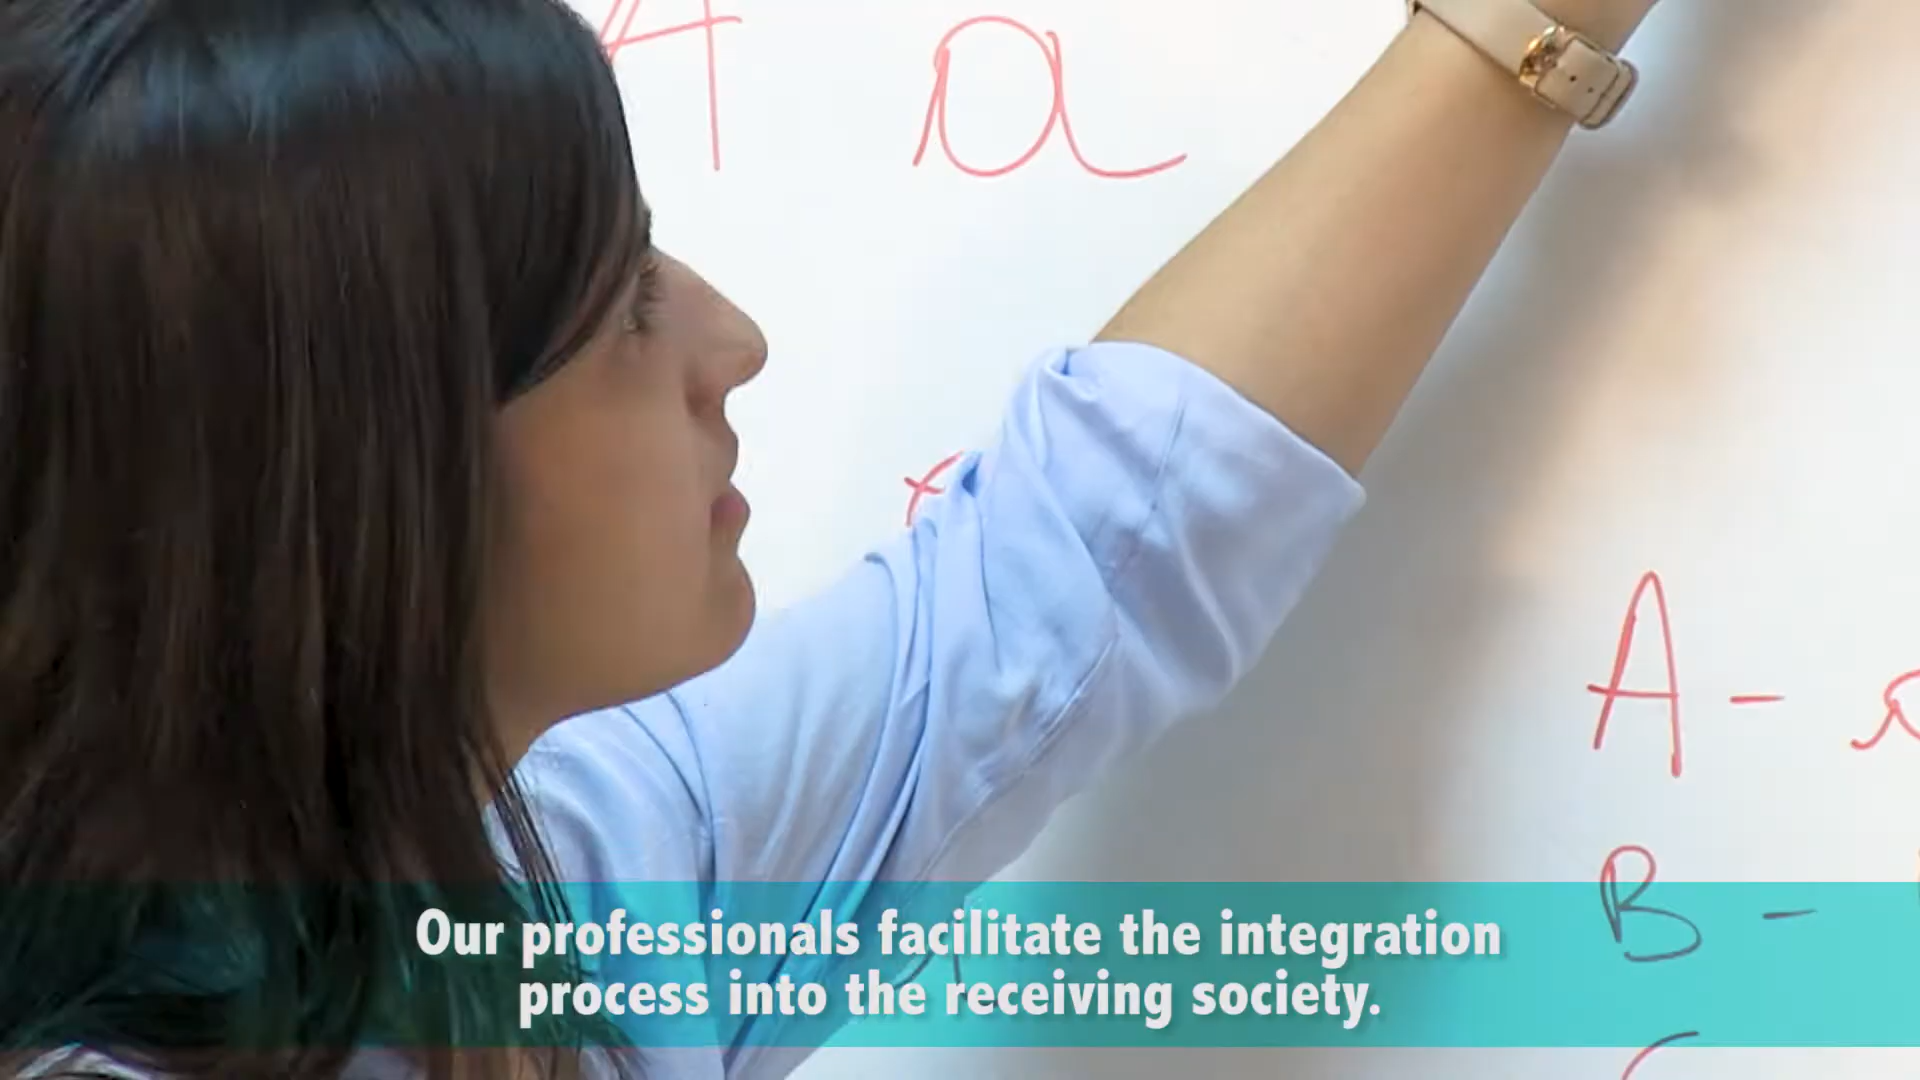 A a
A -
B -
Our professionals facilitate the integration
process into the receiving society.